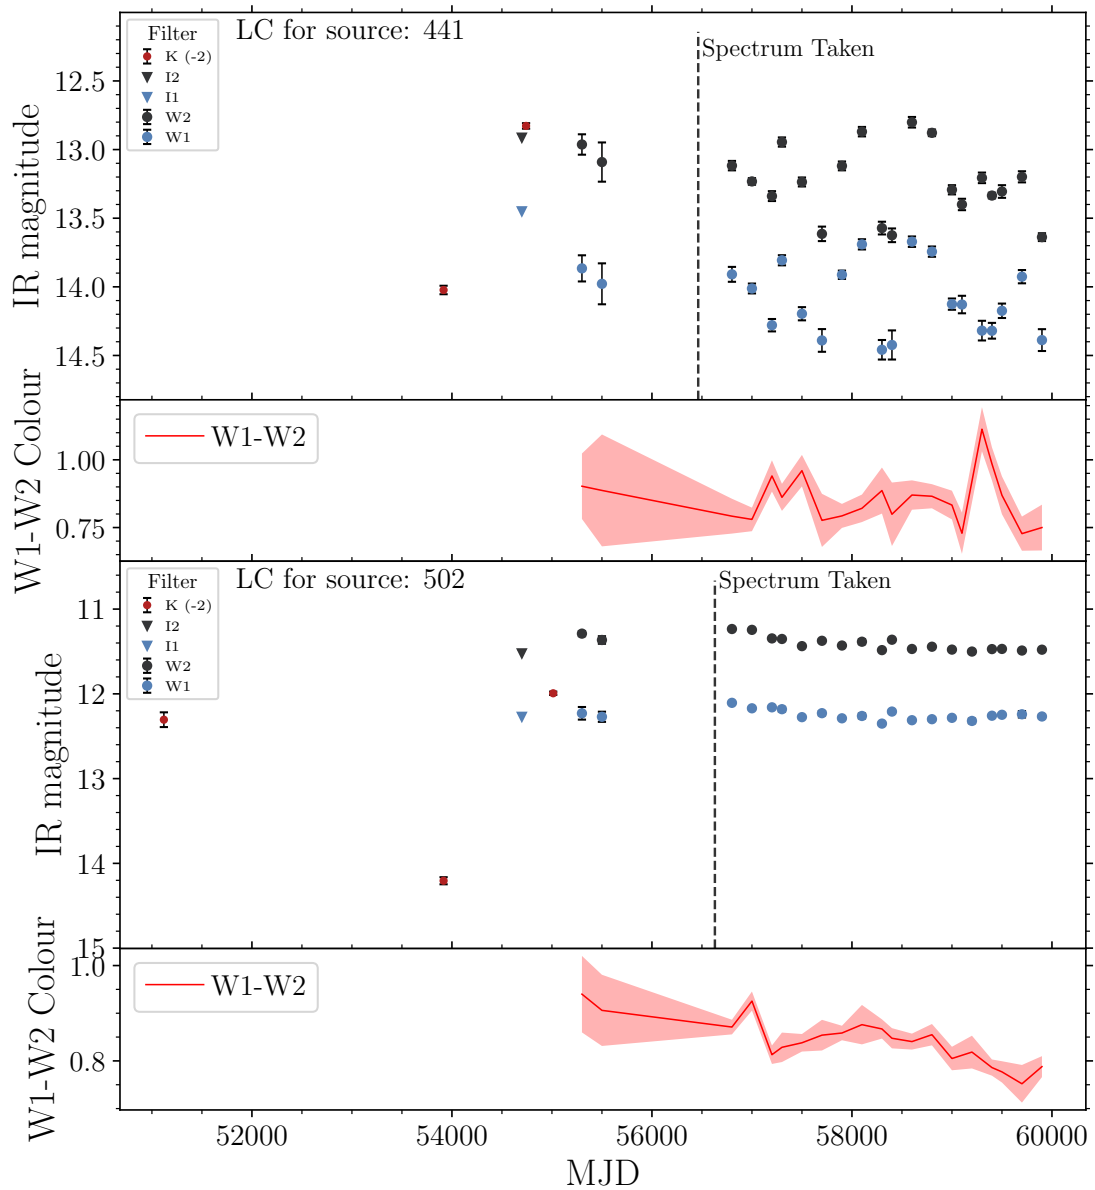 LC for source: 441
Spectrum Taken
Filter
K (-2)
I2
I1
W2
W1
IR magnitude
12.5
13.0
13.5
14.0
14.5
W1-W2 Colour
W1-W2
1.00
0.75
LC for source: 502
Spectrum Taken
Filter
K (-2)
I2
I1
W2
W1
IR magnitude
11
12
13
14
15
W1-W2 Colour
W1-W2
1.0
0.8
52000
54000
56000
58000
60000
MJD